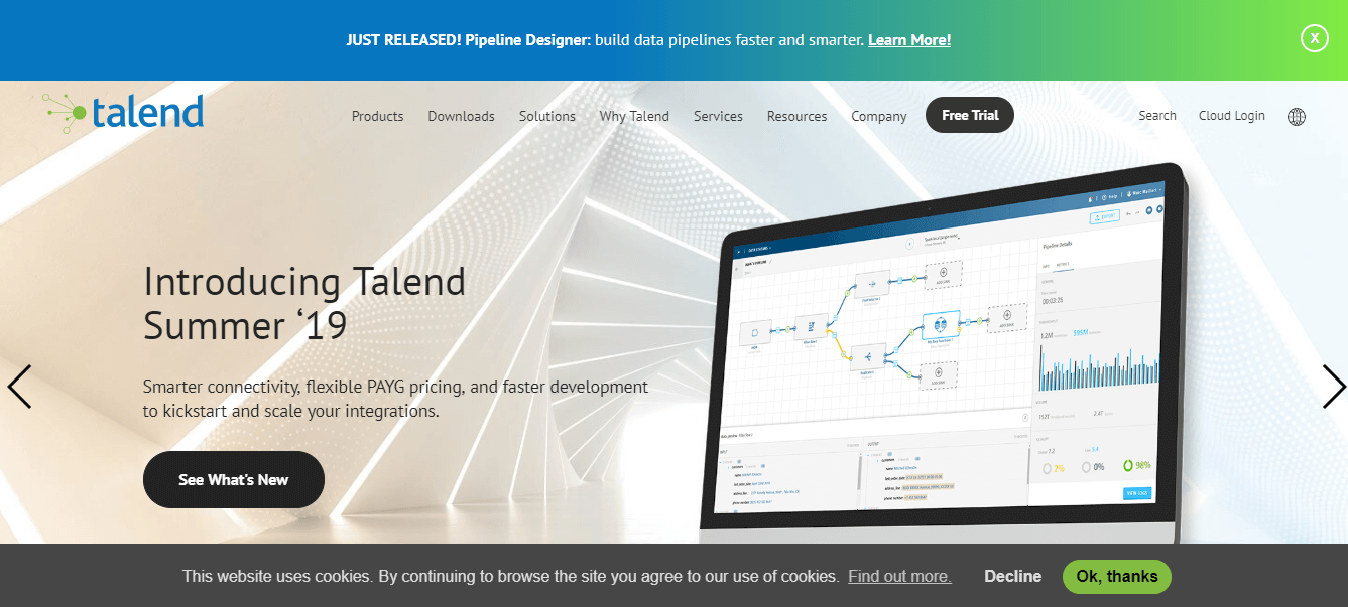 JUST RELEASED! Pipeline Designer: build data pipelines faster and smarter. Learn More!
X
talend
Products Downloads Solutions Why Talend Services Resources Company Free Trial Search Cloud Login
Introducing Talend
Summer ‘19
Smarter connectivity, flexible PAYG pricing, and faster development
to kickstart and scale your integrations.
See What's New
Help
EXPORT
Pipeline Details
00:03:25
2%
0%
98%
This website uses cookies. By continuing to browse the site you agree to our use of cookies. Find out more. Decline Ok, thanks